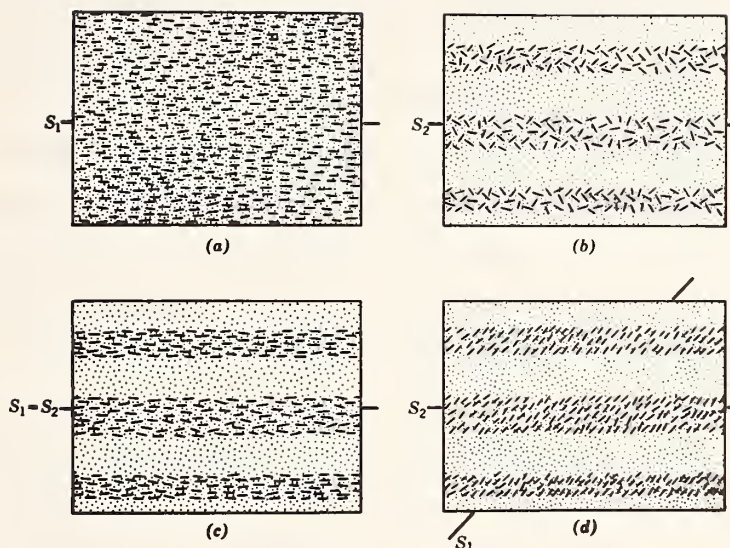 S₁
S₂
(a)
(b)
S₁ = S₂
S₂
(c)
(d)
S₁